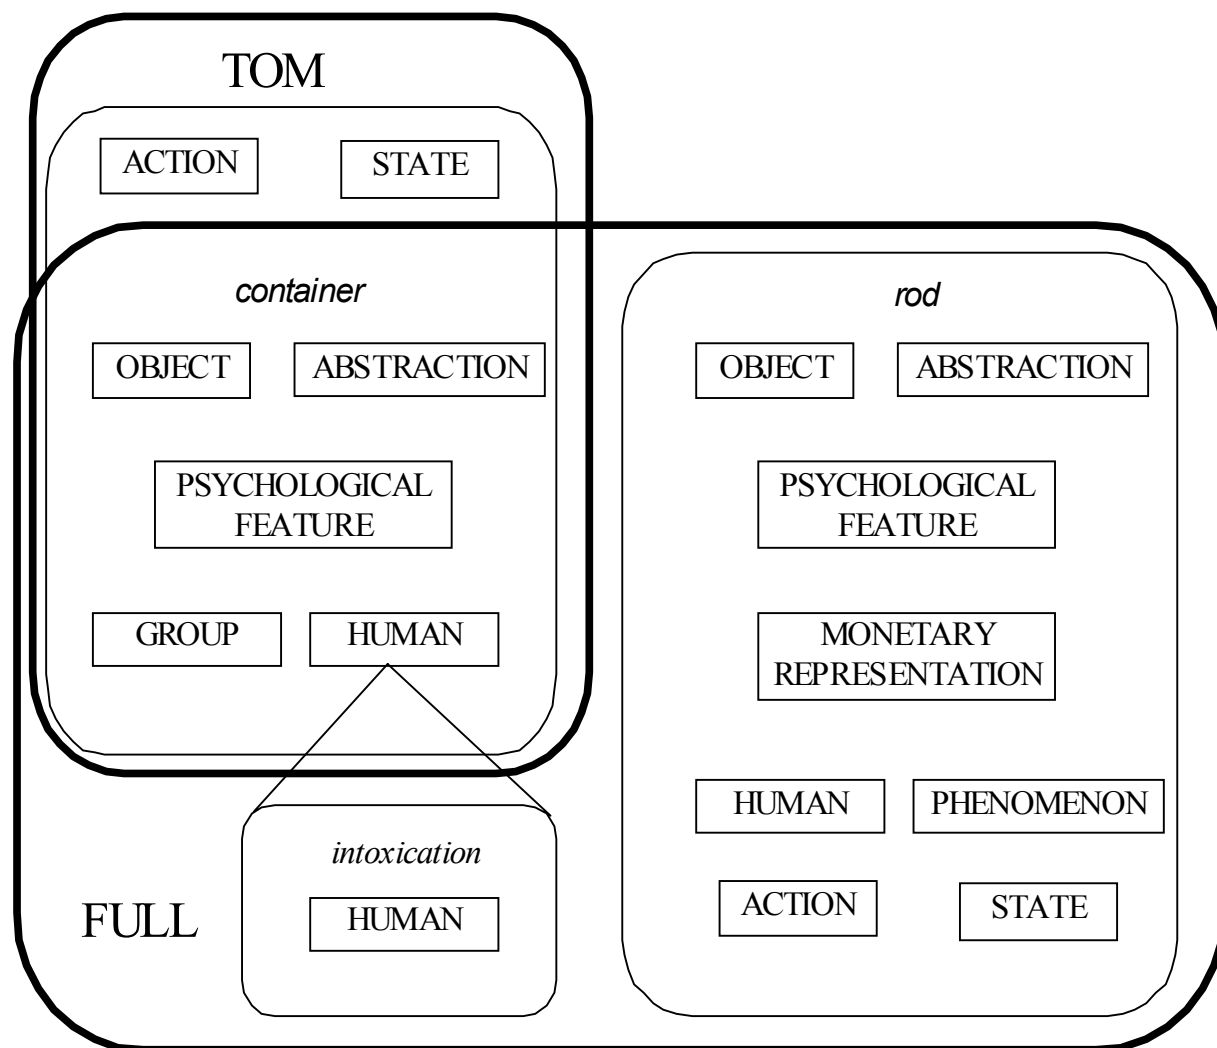 TOM
ACTION
STATE
container
OBJECT
ABSTRACTION
PSYCHOLOGICAL
FEATURE
GROUP
HUMAN
rod
OBJECT
ABSTRACTION
PSYCHOLOGICAL
FEATURE
MONETARY
REPRESENTATION
HUMAN
PHENOMENON
ACTION
STATE
intoxication
HUMAN
FULL